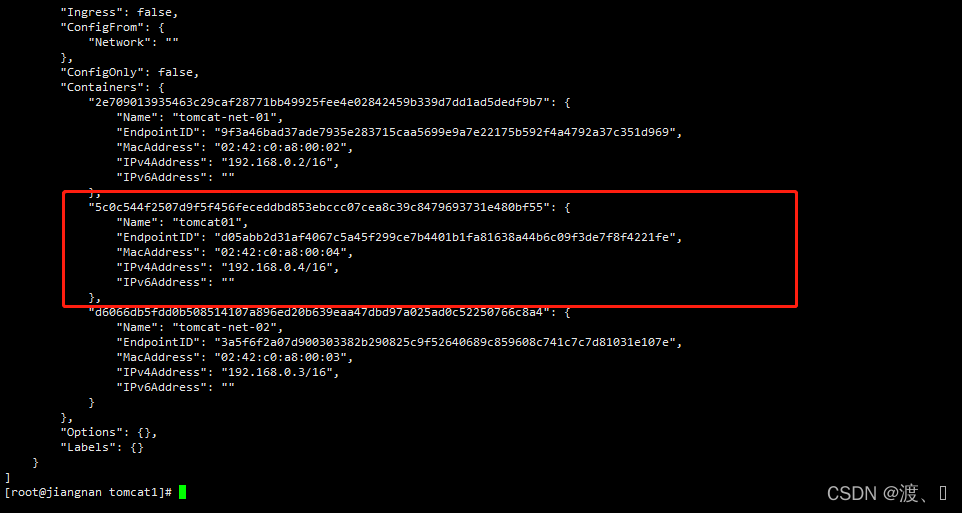 "Ingress": false,
"ConfigFrom": {
"Network": ""
},
"ConfigOnly": false,
"Containers": {
"2e709013935463c29caf28771bb49925fee4e02842459b339d7dd1ad5dedf9b7": {
"Name": "tomcat-net-01",
"EndpointID": "9f3a46bad37ade7935e283715caa5699e9a7e22175b592f4a4792a37c351d969",
"MacAddress": "02:42:c0:a8:00:02",
"IPv4Address": "192.168.0.2/16",
"IPv6Address": ""
},
"5c0c544f2507d9f5f456feceddbd853ebccc07cea8c39c8479693731e480bf55": {
"Name": "tomcat01",
"EndpointID": "d05abb2d31af4067c5a45f299ce7b4401b1fa81638a44b6c09f3de7f8f4221fe",
"MacAddress": "02:42:c0:a8:00:04",
"IPv4Address": "192.168.0.4/16",
"IPv6Address": ""
},
"d6066db5fdd0b508514107a896ed20b639eaa47dbd97a025ad0c52250766c8a4": {
"Name": "tomcat-net-02",
"EndpointID": "3a5f6f2a07d900303382b290825c9f52640689c859608c741c7c7d81031e107e",
"MacAddress": "02:42:c0:a8:00:03",
"IPv4Address": "192.168.0.3/16",
"IPv6Address": ""
}
},
"Options": {},
"Labels": {}
}
]
[root@jiangnan tomcat1]#
CSDN @渡、